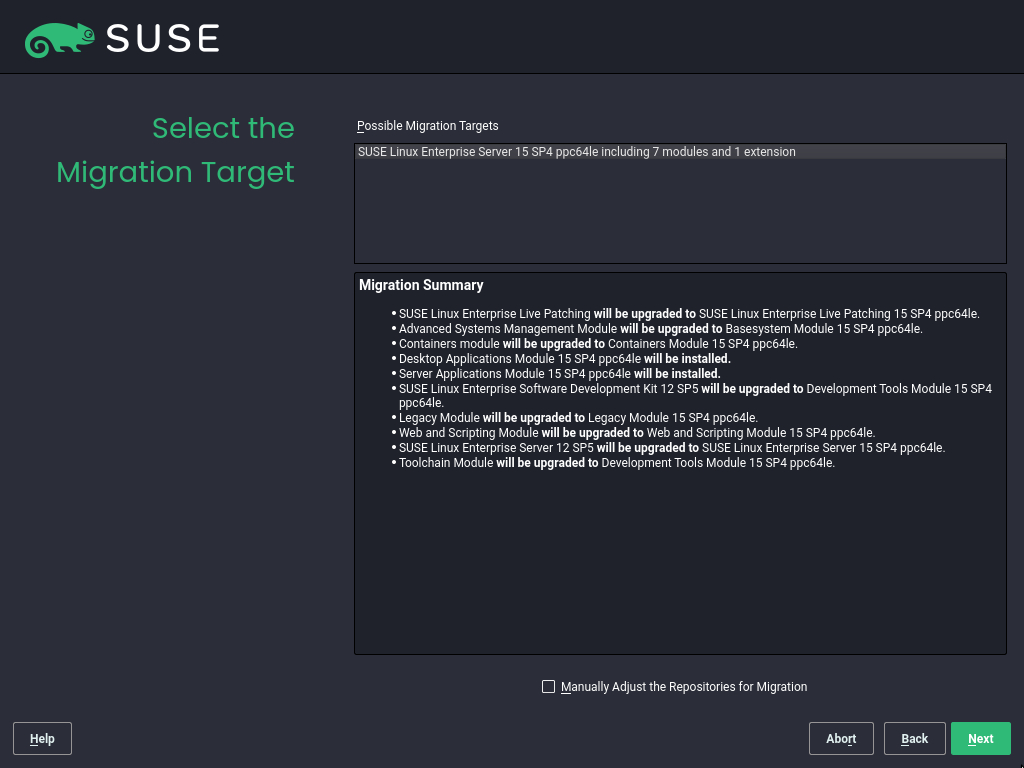 SUSE
Select the
Migration Target
Possible Migration Targets
SUSE Linux Enterprise Server 15 SP4 ppc64le including 7 modules and 1 extension
Migration Summary
• SUSE Linux Enterprise Live Patching will be upgraded to SUSE Linux Enterprise Live Patching 15 SP4 ppc64le.
• Advanced Systems Management Module will be upgraded to Basesystem Module 15 SP4 ppc64le.
• Containers module will be upgraded to Containers Module 15 SP4 ppc64le.
• Desktop Applications Module 15 SP4 ppc64le will be installed.
• Server Applications Module 15 SP4 ppc64le will be installed.
• SUSE Linux Enterprise Software Development Kit 12 SP5 will be upgraded to Development Tools Module 15 SP4
ppc64le.
• Legacy Module will be upgraded to Legacy Module 15 SP4 ppc64le.
• Web and Scripting Module will be upgraded to Web and Scripting Module 15 SP4 ppc64le.
• SUSE Linux Enterprise Server 12 SP5 will be upgraded to SUSE Linux Enterprise Server 15 SP4 ppc64le.
• Toolchain Module will be upgraded to Development Tools Module 15 SP4 ppc64le.
Manually Adjust the Repositories for Migration
Help
Abort
Back
Next